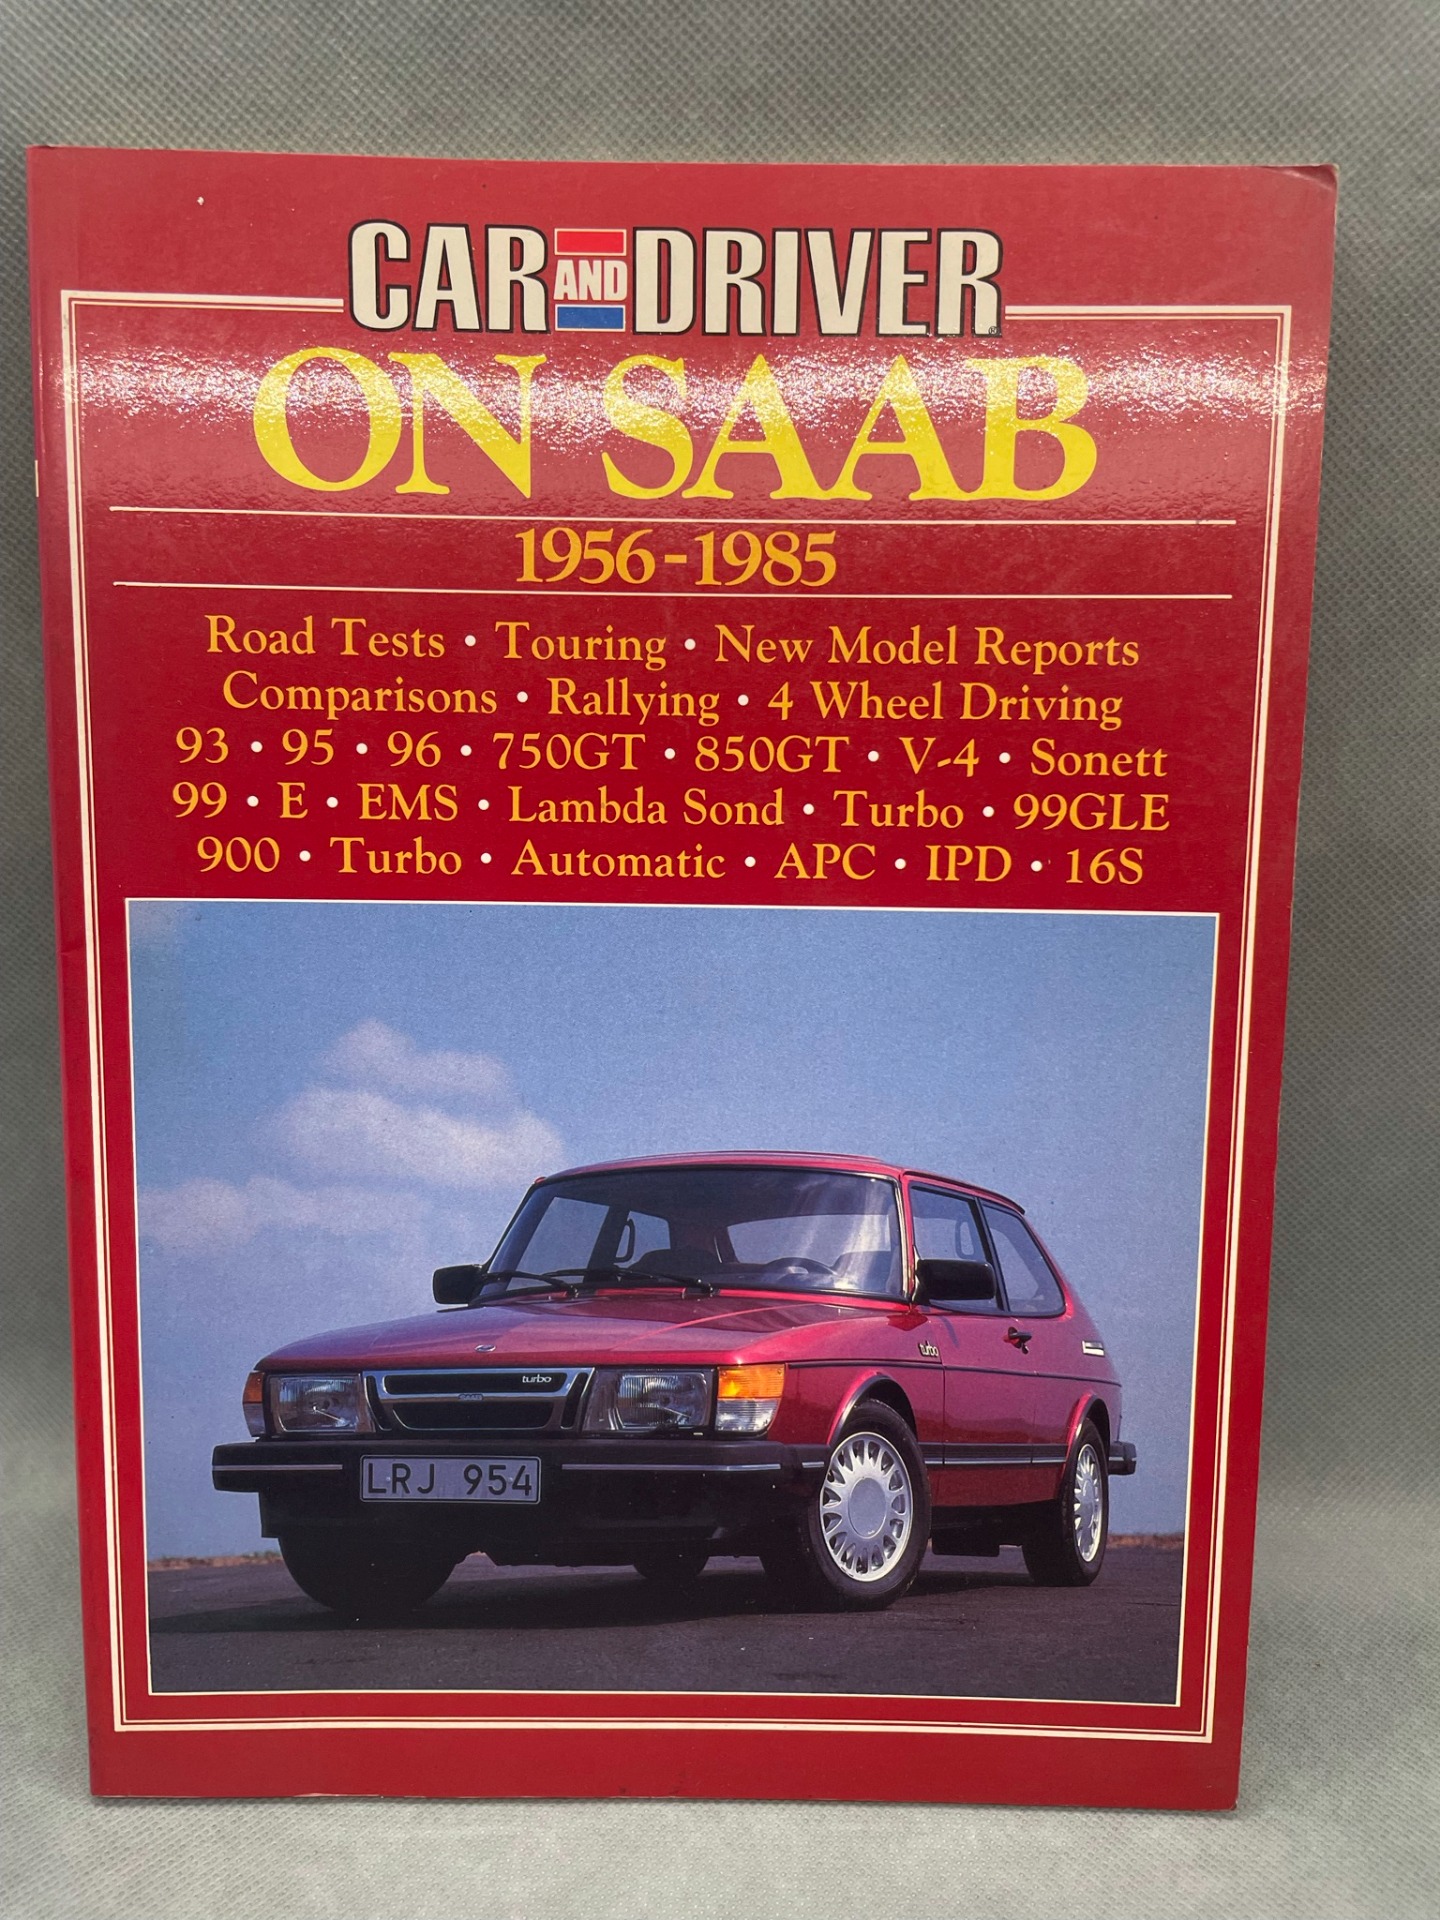 CAR AND DRIVER
ON SAAB
1956-1985
Road Tests • Touring • New Model Reports
Comparisons • Rallying • 4 Wheel Driving
93 • 95 • 96 • 750GT • 850GT • V-4 • Sonett
99 • E • EMS • Lambda Sond • Turbo • 99GLE
900 • Turbo • Automatic • APC • IPD • 16S
turbo
turbo
SAAB
LRJ 954